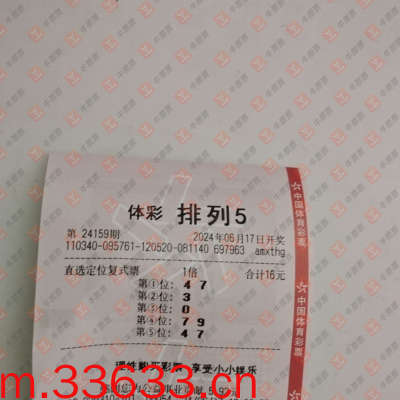 体彩 排列5
第 24159期 2024年06月17日开奖
110340-095761-120520-081140 697963 amxthg
直选定位复式票 1倍 合计16元
第①位: 4 7
第②位: 3
第③位: 0
第④位: 7 9
第⑤位: 4 7
理性购买彩票 享受小小娱乐
中国体育彩票
中国体育彩票
m.33633.cn